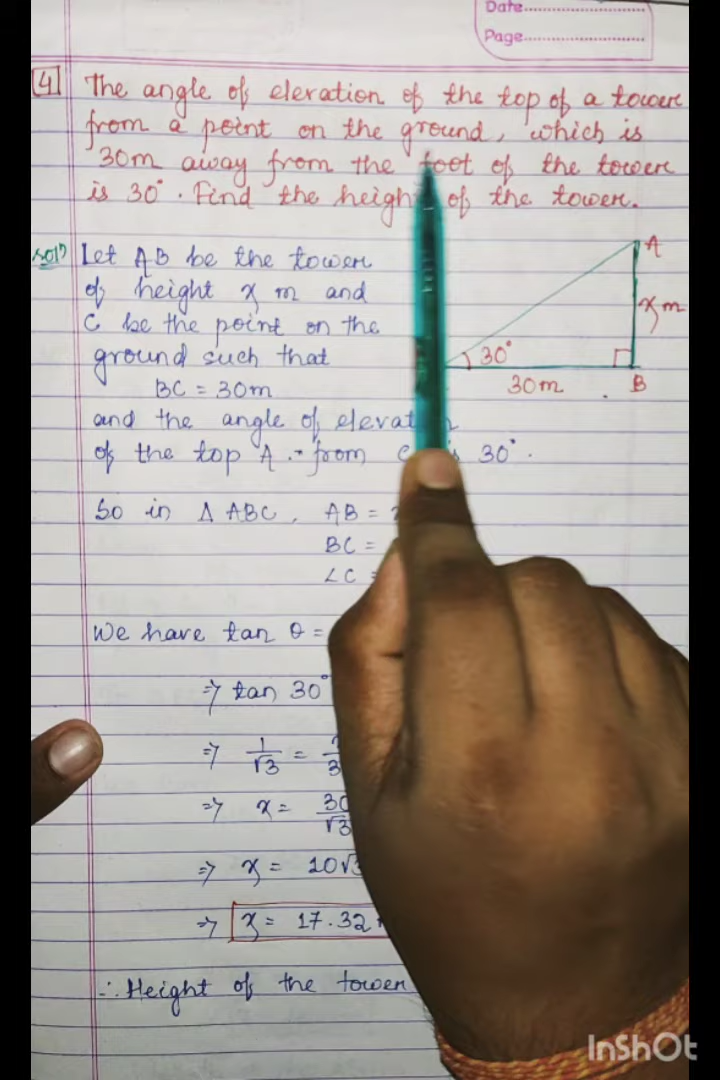 Date
Page
4 The angle of elevation of the top of a tower
from a point on the ground, which is
30m away from the foot of the tower
is 30°. Find the height of the tower.
Soln Let AB be the tower
of height x m and
C be the point on the
ground such that
BC = 30m
and the angle of elevat
of the top A from C is 30°.
A
x m
30°
30m B
So in Δ ABC, AB =
BC =
∠C =
We have tan θ =
⇒ tan 30°
⇒ 1/√3 =
⇒ x = 30/√3
⇒ x = 10√3
⇒ x = 17.32
∴ Height of the tower
InShOt